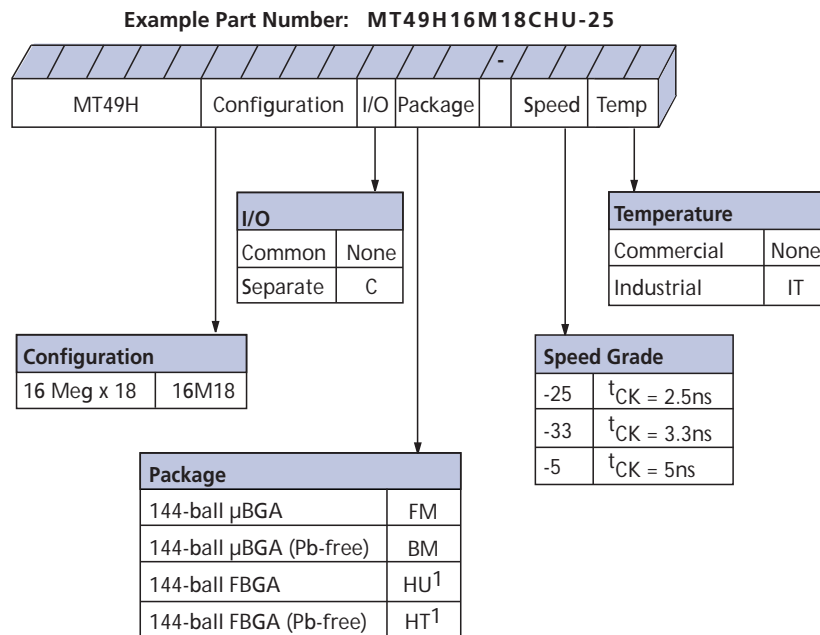 Example Part Number: MT49H16M18CHU-25
-
MT49H Configuration I/O Package Speed Temp
I/O
Common None
Separate C
Temperature
Commercial None
Industrial IT
Configuration
16 Meg x 18 16M18
Speed Grade
-25 tCK = 2.5ns
-33 tCK = 3.3ns
-5 tCK = 5ns
Package
144-ball µBGA FM
144-ball µBGA (Pb-free) BM
144-ball FBGA HU1
144-ball FBGA (Pb-free) HT1